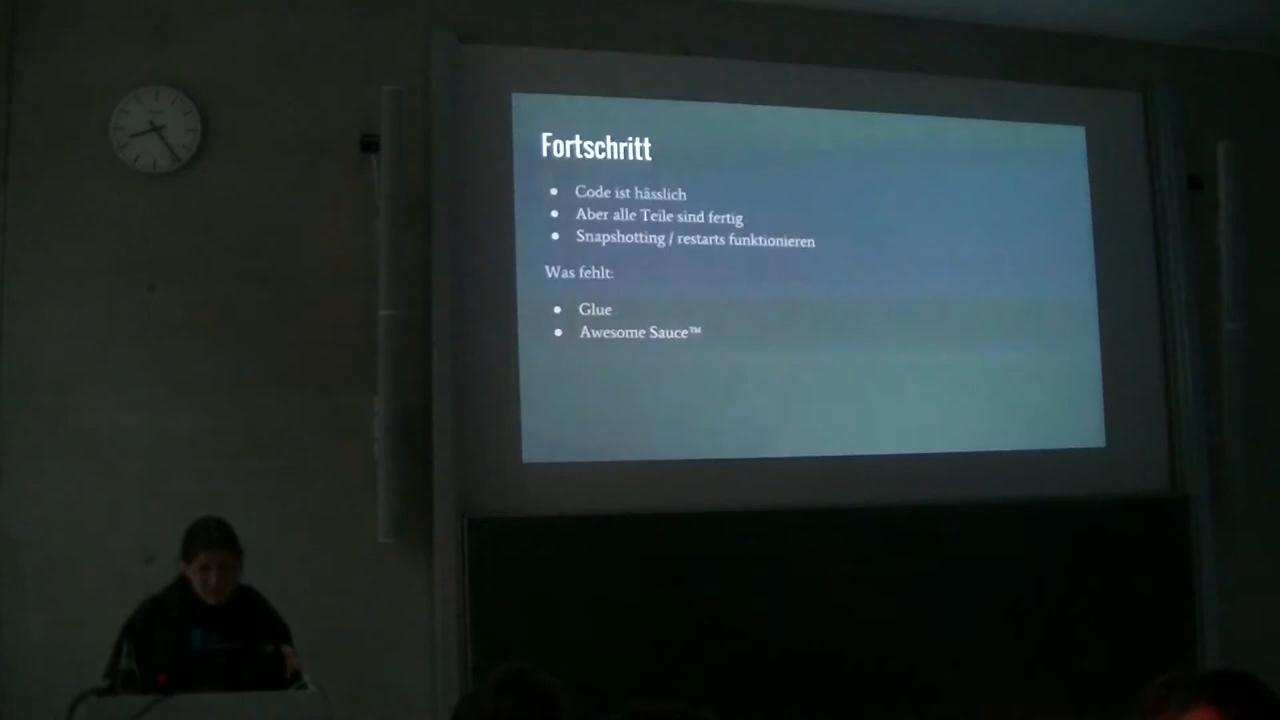 Fortschritt
● Code ist hässlich
● Aber alle Teile sind fertig
● Snapshotting / restarts funktionieren
Was fehlt:
● Glue
● Awesome Sauce™